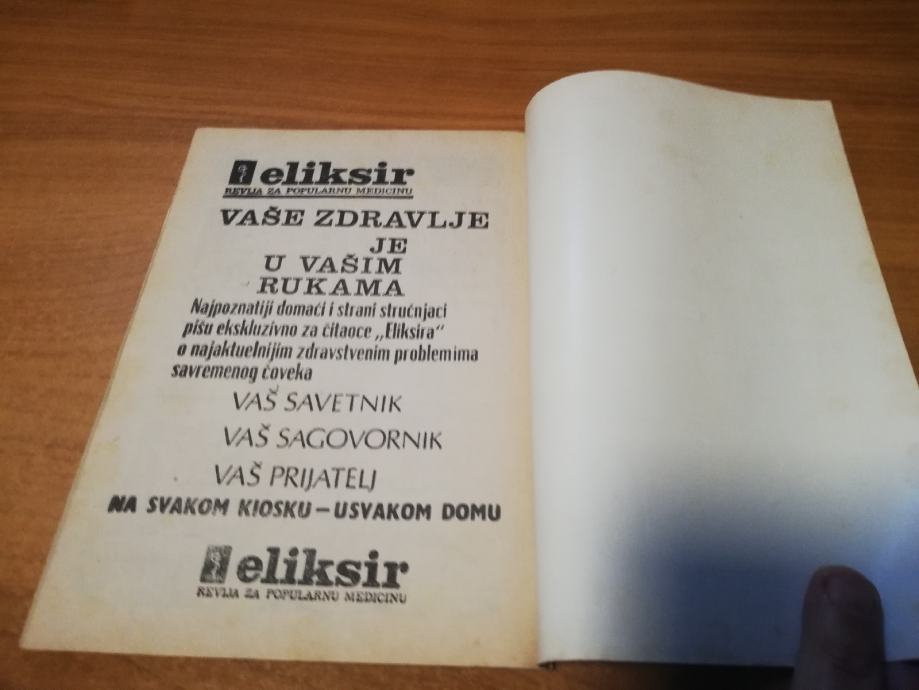 eliksir
REVIJA ZA POPULARNU MEDICINU
VAŠE ZDRAVLJE
JE
U VAŠIM
RUKAMA
Najpoznatiji domaći i strani stručnjaci
pišu ekskluzivno za čitaoce „Eliksira“
o najaktuelnijim zdravstvenim problemima
savremenog čoveka
VAŠ SAVETNIK
VAŠ SAGOVORNIK
VAŠ PRIJATELJ
NA SVAKOM KIOSKU – USVAKOM DOMU
eliksir
REVIJA ZA POPULARNU MEDICINU